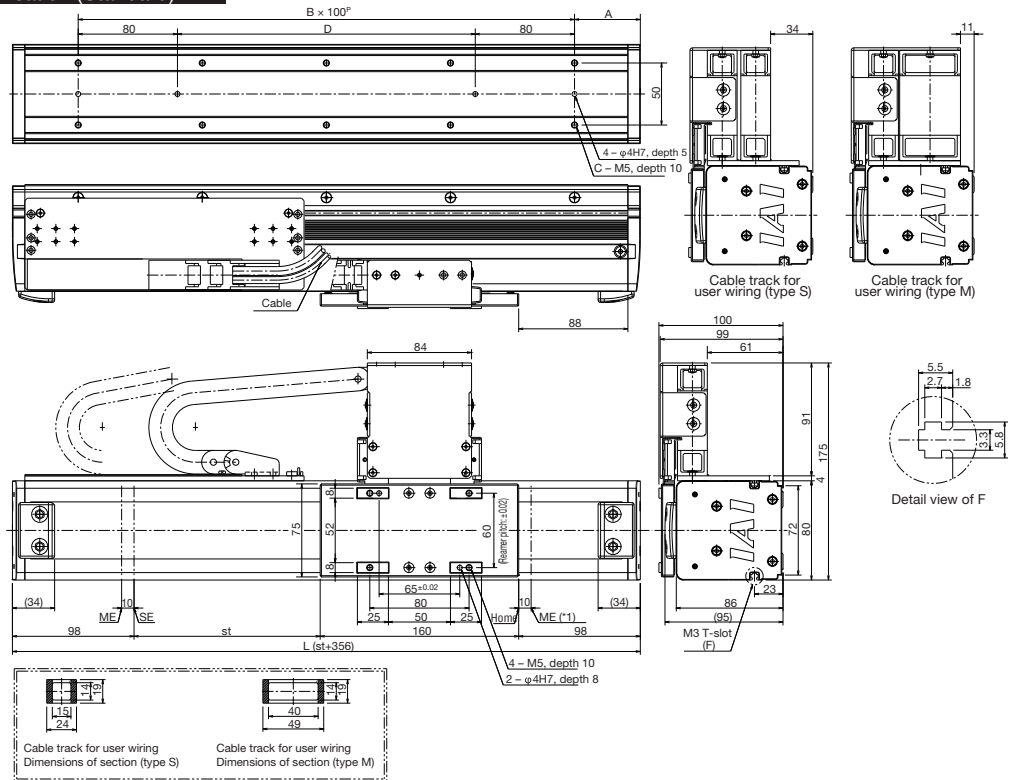 B × 100ᴾ
A
80
D
80
50
4 – φ4H7, depth 5
C – M5, depth 10
34
11
IAI
IAI
Cable track for
user wiring (type S)
Cable track for
user wiring (type M)
Cable
88
84
100
99
61
91
175
4
5.5
2.7
1.8
3.3
5.8
Detail view of F
8
75
52
8
60
(Reamer pitch: ±0.02)
IAI
72
80
65±0.02
80
(34)
10
ME
SE
25
50
25
Home
10
ME (*1)
(34)
23
86
(95)
M3 T-slot
(F)
98
st
160
98
L (st+356)
4 – M5, depth 10
2 – φ4H7, depth 8
14
19
15
24
14
19
40
49
Cable track for user wiring
Dimensions of section (type S)
Cable track for user wiring
Dimensions of section (type M)